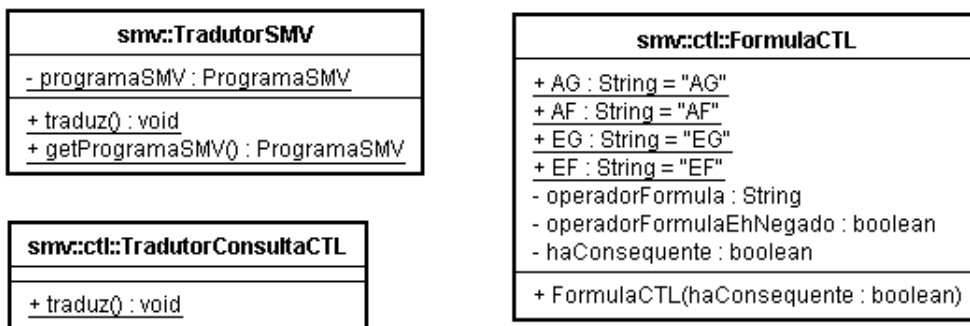 smv::TradutorSMV
- programaSMV : ProgramaSMV
+ traduz() : void
+ getProgramaSMV() : ProgramaSMV
smv::ctl::TradutorConsultaCTL
+ traduz() : void
smv::ctl::FormulaCTL
+ AG : String = "AG"
+ AF : String = "AF"
+ EG : String = "EG"
+ EF : String = "EF"
- operadorFormula : String
- operadorFormulaEhNegado : boolean
- haConsequente : boolean
+ FormulaCTL(haConsequente : boolean)